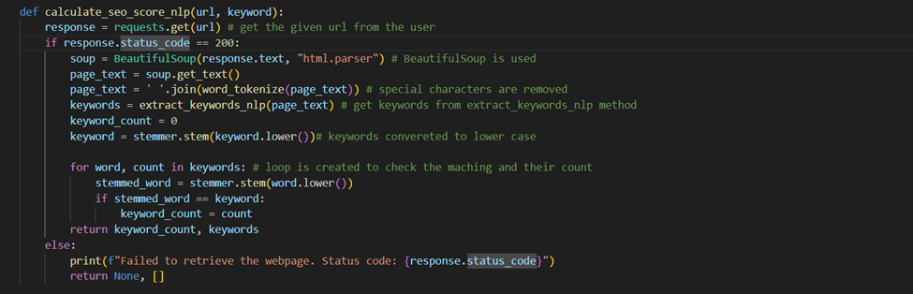 def calculate_seo_score_nlp(url, keyword):
    response = requests.get(url) # get the given url from the user
    if response.status_code == 200:
        soup = BeautifulSoup(response.text, "html.parser") # BeautifulSoup is used
        page_text = soup.get_text()
        page_text = ' '.join(word_tokenize(page_text)) # special characters are removed
        keywords = extract_keywords_nlp(page_text) # get keywords from extract_keywords_nlp method
        keyword_count = 0
        keyword = stemmer.stem(keyword.lower())# keywords convereted to lower case

        for word, count in keywords: # loop is created to check the maching and their count
            stemmed_word = stemmer.stem(word.lower())
            if stemmed_word == keyword:
                keyword_count = count
        return keyword_count, keywords
    else:
        print(f"Failed to retrieve the webpage. Status code: {response.status_code}")
        return None, []